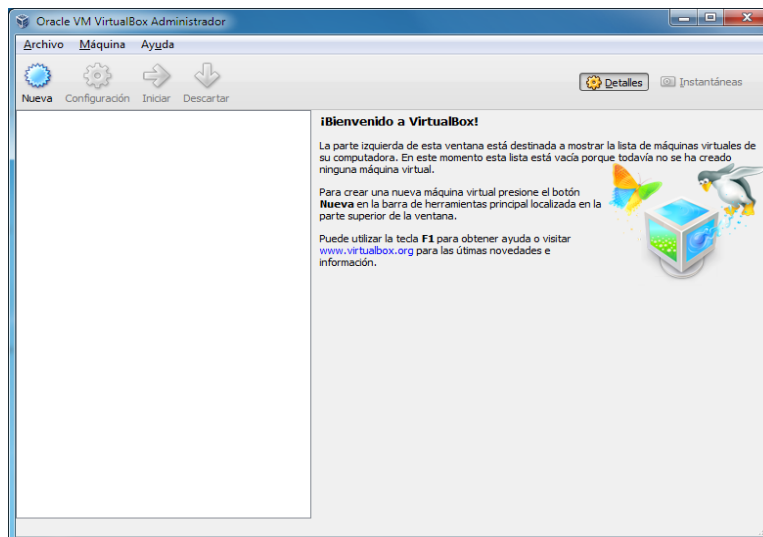 Oracle VM VirtualBox Administrador
Archivo Máquina Ayuda
Nueva Configuración Iniciar Descartar
Detalles Instantáneas
¡Bienvenido a VirtualBox!
La parte izquierda de esta ventana está destinada a mostrar la lista de máquinas virtuales de
su computadora. En este momento esta lista está vacía porque todavía no se ha creado
ninguna máquina virtual.
Para crear una nueva máquina virtual presione el botón
Nueva en la barra de herramientas principal localizada en la
parte superior de la ventana.
Puede utilizar la tecla F1 para obtener ayuda o visitar
www.virtualbox.org para las útimas novedades e
información.